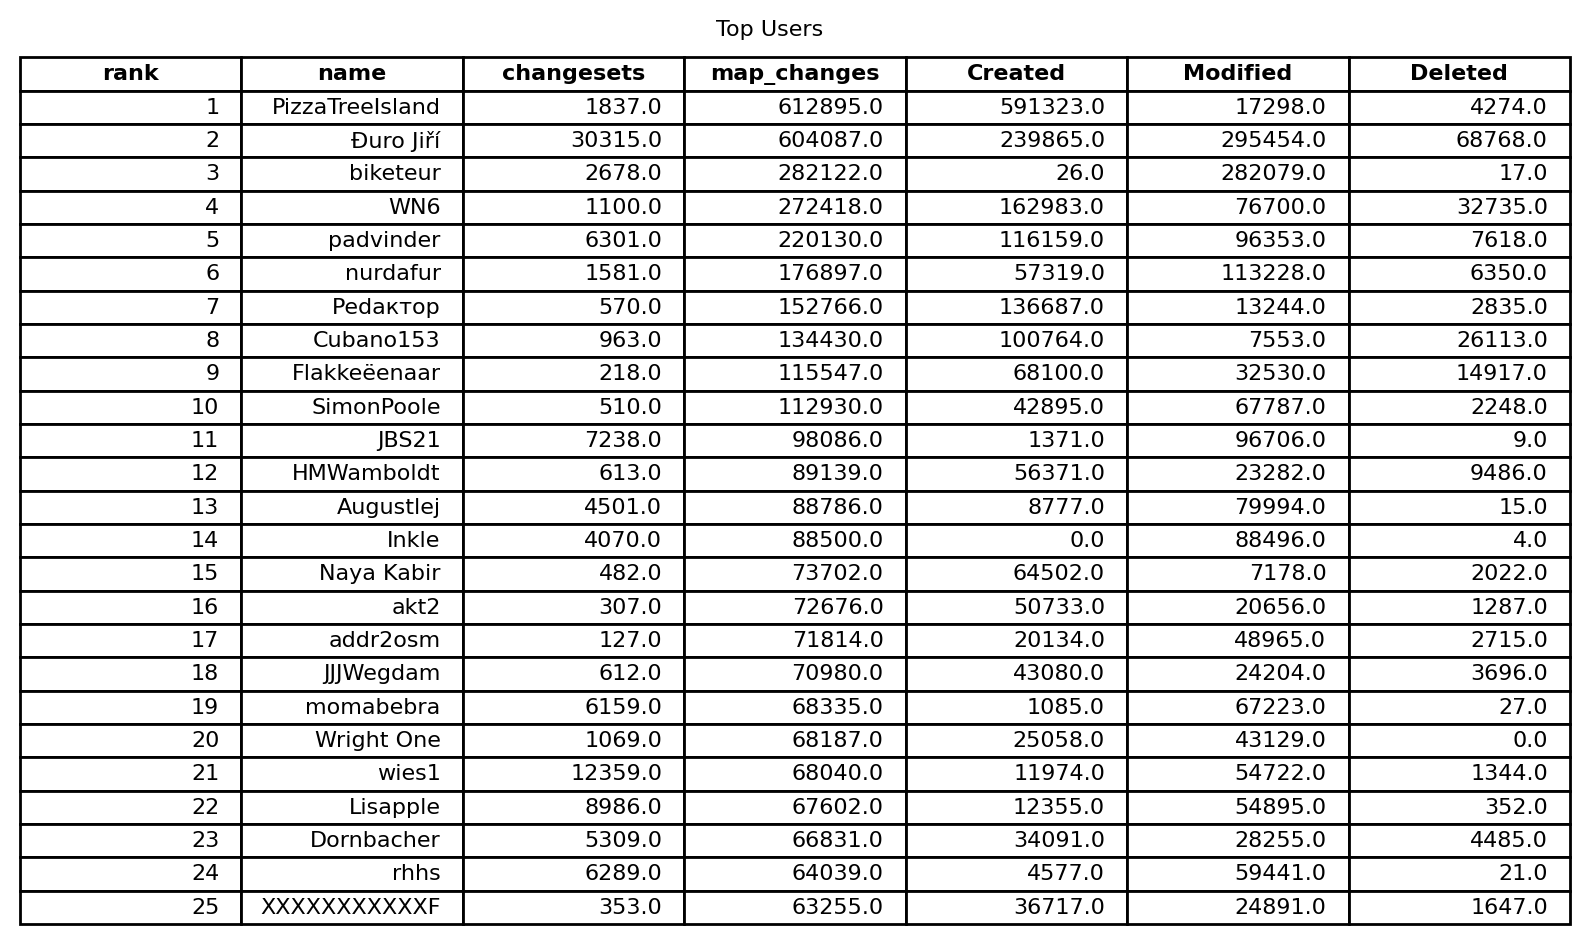 Top Users
rank name changesets map_changes Created Modified Deleted
1 PizzaTreeIsland 1837.0 612895.0 591323.0 17298.0 4274.0
2 Đuro Jiří 30315.0 604087.0 239865.0 295454.0 68768.0
3 biketeur 2678.0 282122.0 26.0 282079.0 17.0
4 WN6 1100.0 272418.0 162983.0 76700.0 32735.0
5 padvinder 6301.0 220130.0 116159.0 96353.0 7618.0
6 nurdafur 1581.0 176897.0 57319.0 113228.0 6350.0
7 Редактор 570.0 152766.0 136687.0 13244.0 2835.0
8 Cubano153 963.0 134430.0 100764.0 7553.0 26113.0
9 Flakkeëenaar 218.0 115547.0 68100.0 32530.0 14917.0
10 SimonPoole 510.0 112930.0 42895.0 67787.0 2248.0
11 JBS21 7238.0 98086.0 1371.0 96706.0 9.0
12 HMWamboldt 613.0 89139.0 56371.0 23282.0 9486.0
13 Augustlej 4501.0 88786.0 8777.0 79994.0 15.0
14 Inkle 4070.0 88500.0 0.0 88496.0 4.0
15 Naya Kabir 482.0 73702.0 64502.0 7178.0 2022.0
16 akt2 307.0 72676.0 50733.0 20656.0 1287.0
17 addr2osm 127.0 71814.0 20134.0 48965.0 2715.0
18 JJJWegdam 612.0 70980.0 43080.0 24204.0 3696.0
19 momabebra 6159.0 68335.0 1085.0 67223.0 27.0
20 Wright One 1069.0 68187.0 25058.0 43129.0 0.0
21 wies1 12359.0 68040.0 11974.0 54722.0 1344.0
22 Lisapple 8986.0 67602.0 12355.0 54895.0 352.0
23 Dornbacher 5309.0 66831.0 34091.0 28255.0 4485.0
24 rhhs 6289.0 64039.0 4577.0 59441.0 21.0
25 XXXXXXXXXXXF 353.0 63255.0 36717.0 24891.0 1647.0